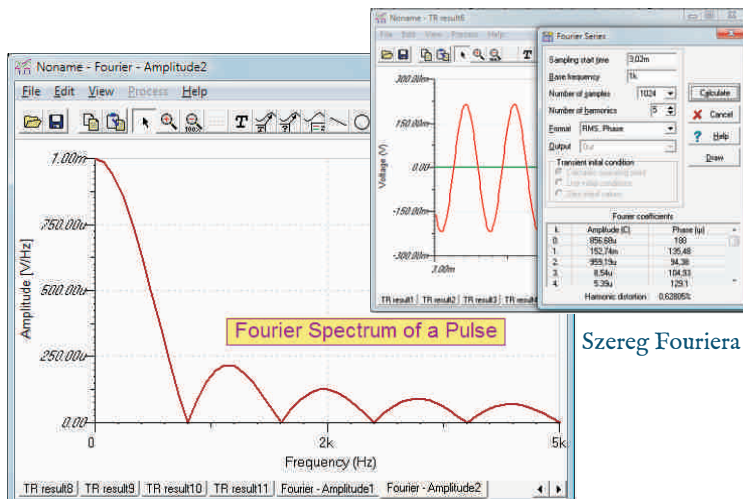 Noname - TR result6
File Edit View Process Help
T
300.00m
150.00m
0.00
-150.00m
-300.00m
Voltage (V)
3.00m
TR result1 TR result2 TR result3 TR result4
Fourier Series
Sampling start time 3,02m
Base frequency 1k
Number of samples 1024
Number of harmonics 5
Format RMS, Phase
Output Out
Transient initial condition
Calculate operating point
Use initial conditions
Zero initial values
Calculate
Cancel
Help
Draw
Fourier coefficients
k. Amplitude (C) Phase (φ)
0. 856,68u 180
1. 152,74m 135,48
2. 959,19u 94,38
3. 8,54u 104,93
4. 5,39u 129,1
Harmonic distortion 0,62805%
Szereg Fouriera
Noname - Fourier - Amplitude2
File Edit View Process Help
100%
T
1.00m
750.00u
500.00u
250.00u
0.00
Amplitude [V/Hz]
Fourier Spectrum of a Pulse
0 2k 5k
Frequency (Hz)
TR result8 TR result9 TR result10 TR result11 Fourier - Amplitude1 Fourier - Amplitude2